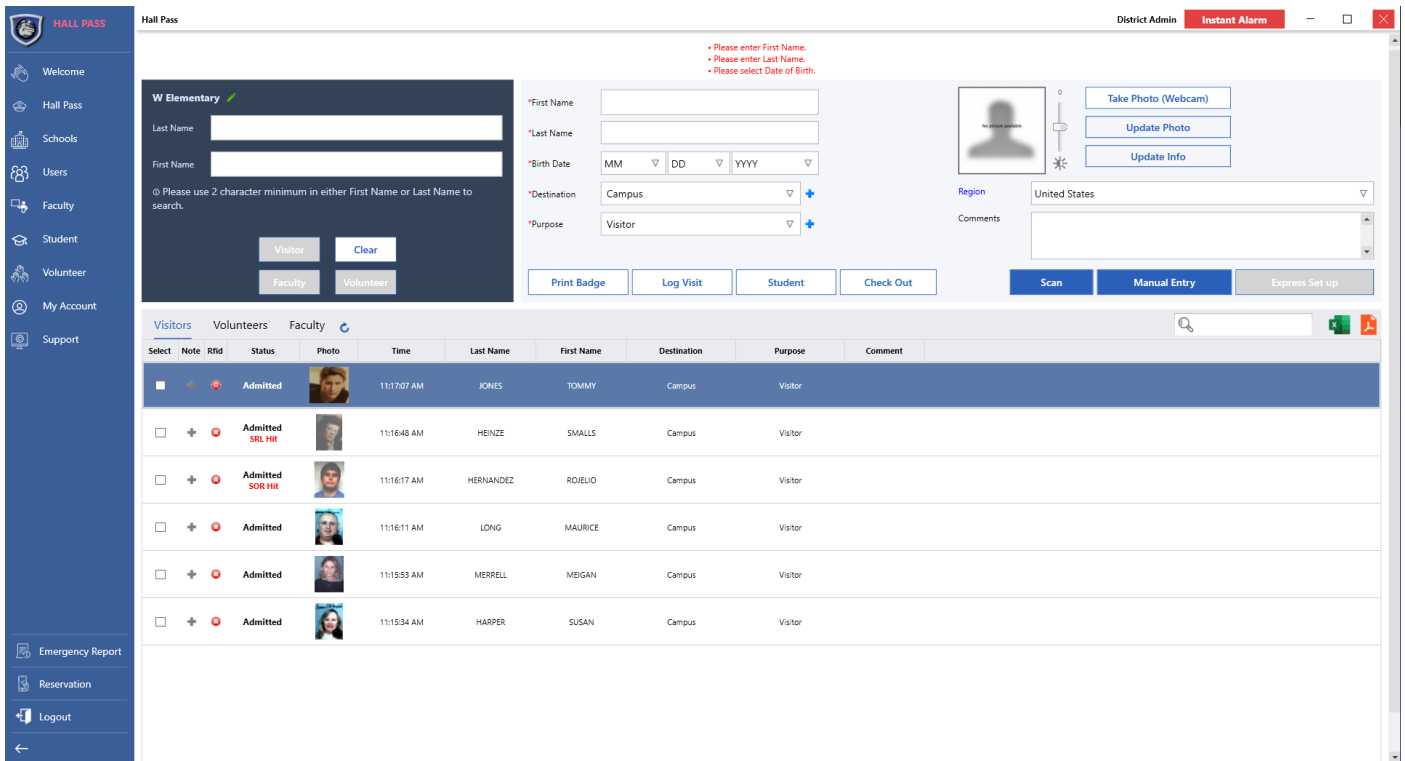 HALL PASS
Hall Pass
District Admin
Instant Alarm
Welcome
Hall Pass
Schools
Users
Faculty
Student
Volunteer
My Account
Support
Emergency Report
Reservation
Logout
• Please enter First Name.
• Please enter Last Name.
• Please select Date of Birth.
W Elementary
Last Name
First Name
Please use 2 character minimum in either First Name or Last Name to
search.
Visitor Clear
Faculty Volunteer
*First Name
*Last Name
*Birth Date MM DD YYYY
*Destination Campus
*Purpose Visitor
Print Badge Log Visit Student Check Out
No picture available
0
Take Photo (Webcam)
Update Photo
Update Info
Region United States
Comments
Scan Manual Entry Express Set up
Visitors Volunteers Faculty
Select Note Rfid Status Photo Time Last Name First Name Destination Purpose Comment
Admitted 11:17:07 AM JONES TOMMY Campus Visitor
Admitted
SRL Hit
11:16:48 AM HEINZE SMALLS Campus Visitor
Admitted
SOR Hit
11:16:17 AM HERNANDEZ ROJELIO Campus Visitor
Admitted 11:16:11 AM LONG MAURICE Campus Visitor
Admitted 11:15:53 AM MERRELL MEIGAN Campus Visitor
Admitted 11:15:34 AM HARPER SUSAN Campus Visitor